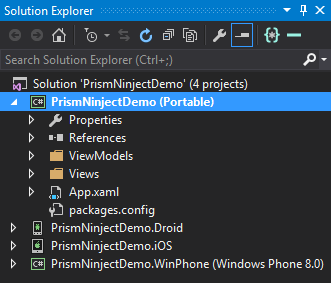 Solution Explorer
Search Solution Explorer (Ctrl+;)
Solution 'PrismNinjectDemo' (4 projects)
C# PrismNinjectDemo (Portable)
Properties
References
ViewModels
Views
App.xaml
packages.config
PrismNinjectDemo.Droid
PrismNinjectDemo.iOS
C# PrismNinjectDemo.WinPhone (Windows Phone 8.0)